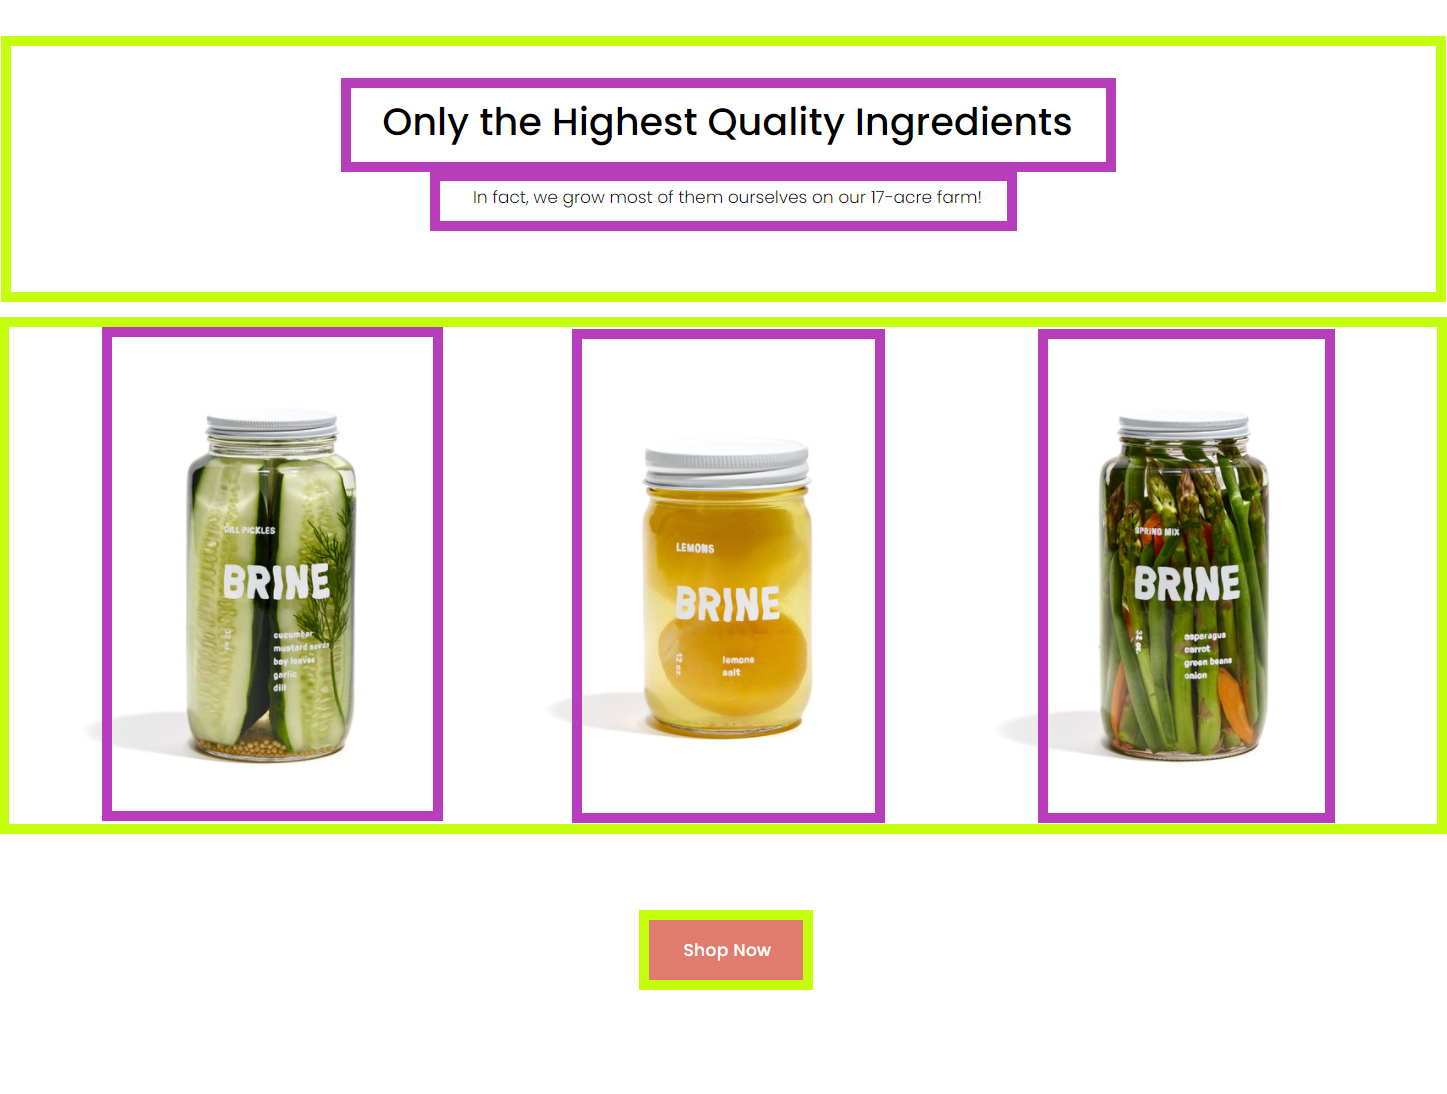 Only the Highest Quality Ingredients
In fact, we grow most of them ourselves on our 17-acre farm!
DILL PICKLES
BRINE
32 oz.
cucumber
mustard seeds
bay leaves
garlic
dill
LEMONS
BRINE
12 oz.
lemons
salt
SPRING MIX
BRINE
32 oz.
asparagus
carrot
green beans
onion
Shop Now